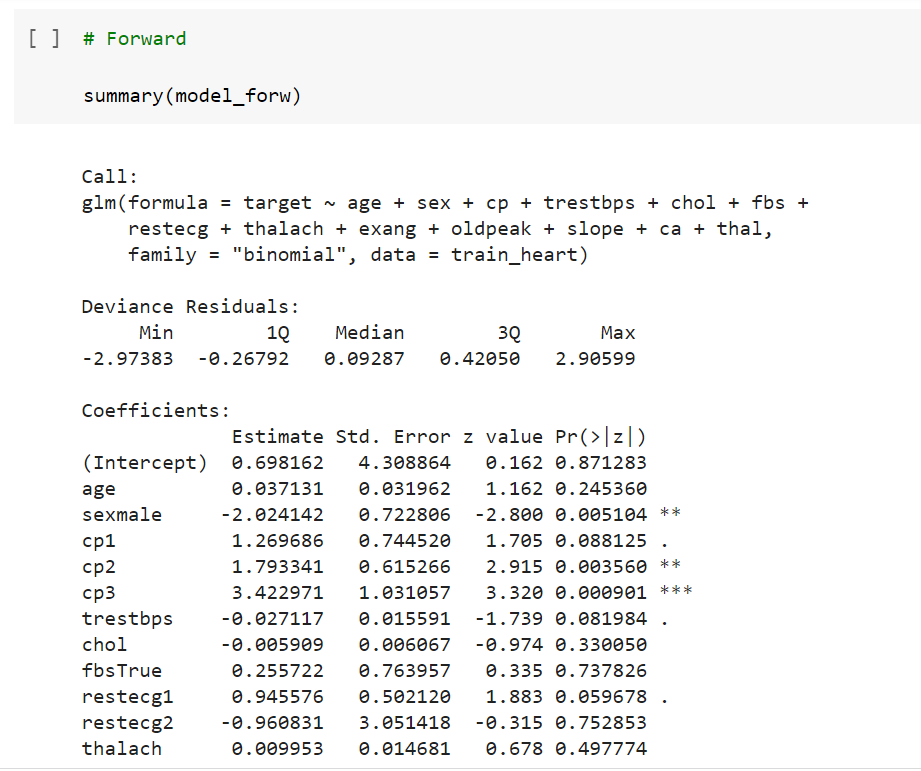 [ ] # Forward
summary(model_forw)
Call:
glm(formula = target ~ age + sex + cp + trestbps + chol + fbs +
    restecg + thalach + exang + oldpeak + slope + ca + thal,
    family = "binomial", data = train_heart)
Deviance Residuals:
     Min        1Q    Median        3Q       Max
-2.97383  -0.26792   0.09287   0.42050   2.90599
Coefficients:
             Estimate Std. Error z value Pr(>|z|)
(Intercept)  0.698162   4.308864   0.162 0.871283
age          0.037131   0.031962   1.162 0.245360
sexmale     -2.024142   0.722806  -2.800 0.005104 **
cp1          1.269686   0.744520   1.705 0.088125 .
cp2          1.793341   0.615266   2.915 0.003560 **
cp3          3.422971   1.031057   3.320 0.000901 ***
trestbps    -0.027117   0.015591  -1.739 0.081984 .
chol        -0.005909   0.006067  -0.974 0.330050
fbsTrue      0.255722   0.763957   0.335 0.737826
restecg1     0.945576   0.502120   1.883 0.059678 .
restecg2    -0.960831   3.051418  -0.315 0.752853
thalach      0.009953   0.014681   0.678 0.497774